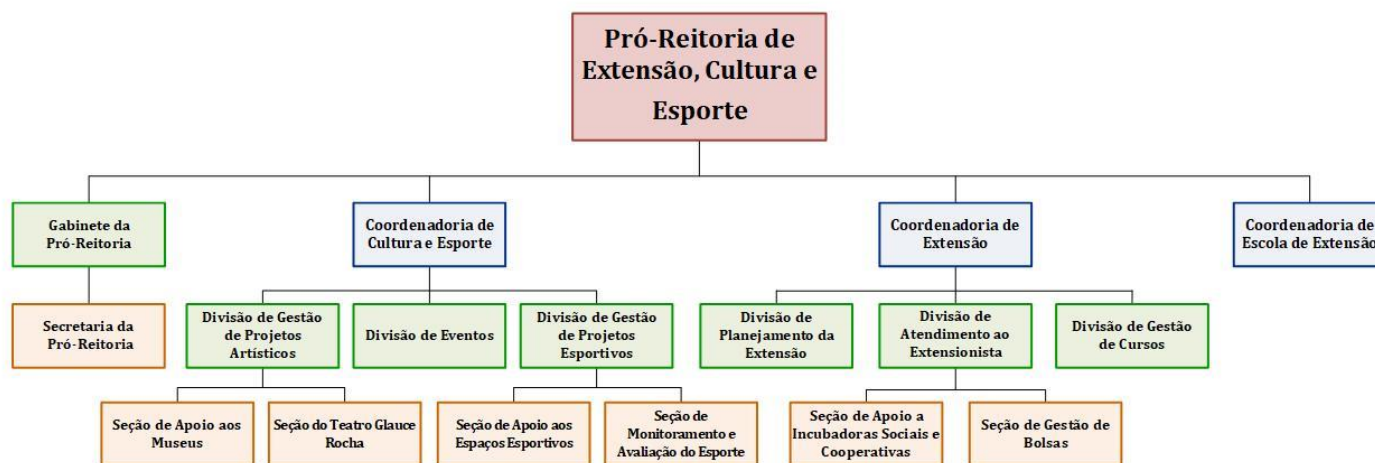 Pró-Reitoria de
Extensão, Cultura e
Esporte
Gabinete da
Pró-Reitoria
Coordenadoria de
Cultura e Esporte
Coordenadoria de
Extensão
Coordenadoria de
Escola de Extensão
Secretaria da
Pró-Reitoria
Divisão de Gestão
de Projetos
Artísticos
Divisão de Eventos
Divisão de Gestão
de Projetos
Esportivos
Divisão de
Planejamento da
Extensão
Divisão de
Atendimento ao
Extensionista
Divisão de Gestão
de Cursos
Seção de Apoio aos
Museus
Seção do Teatro Glauce
Rocha
Seção de Apoio aos
Espaços Esportivos
Seção de
Monitoramento e
Avaliação do Esporte
Seção de Apoio a
Incubadoras Sociais e
Cooperativas
Seção de Gestão de
Bolsas